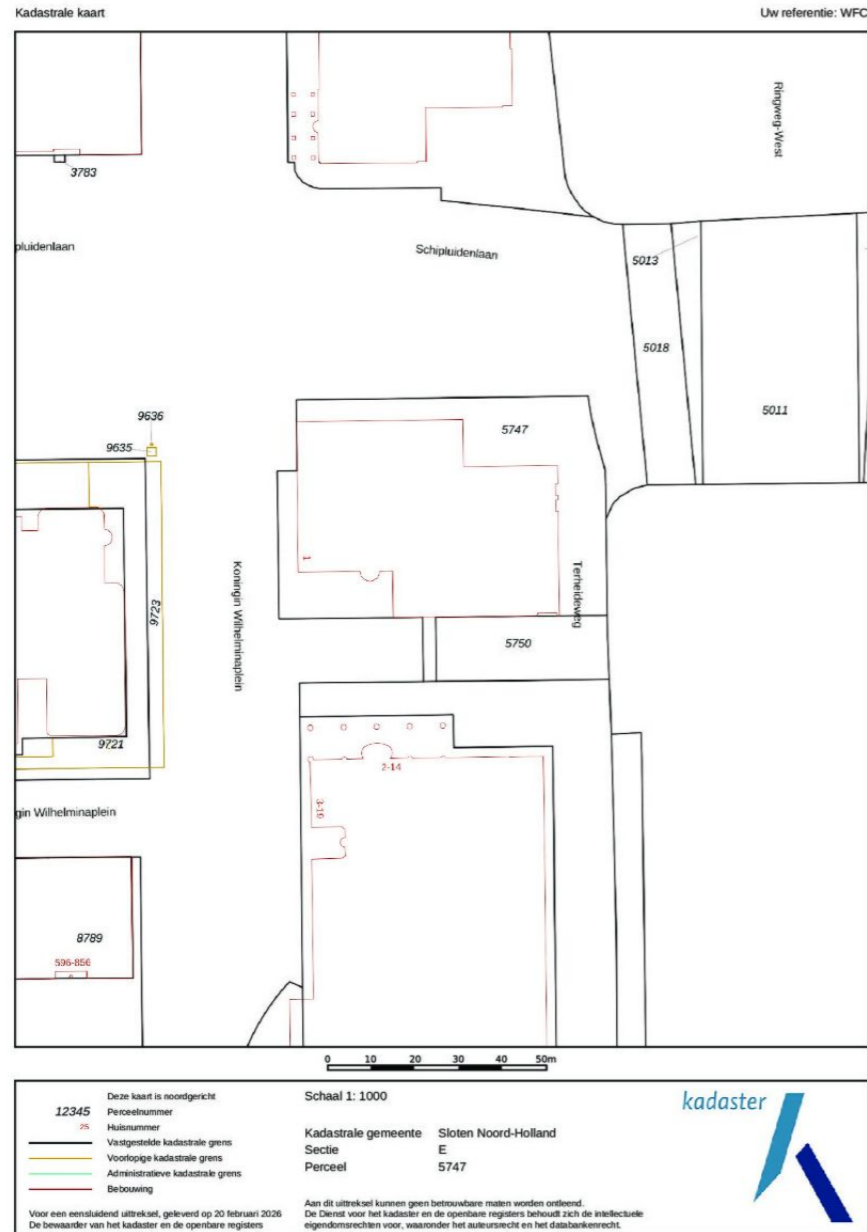 Kadastrale kaart
Uw referentie: WFC
Ringweg-West
3783
pluidenlaan
Schipluidenlaan
5013
5018
5011
9636
9635
5747
1
Koningin Wilhelminaplein
Terheideweg
9723
5750
9721
2-14
3-19
gin Wilhelminaplein
8789
596-856
0 10 20 30 40 50m
Deze kaart is noordgericht
12345 Perceelnummer
25 Huisnummer
Vastgestelde kadastrale grens
Voorlopige kadastrale grens
Administratieve kadastrale grens
Bebouwing
Voor een eensluidend uittreksel, geleverd op 20 februari 2026
De bewaarder van het kadaster en de openbare registers
Schaal 1: 1000
Kadastrale gemeente Sloten Noord-Holland
Sectie E
Perceel 5747
Aan dit uittreksel kunnen geen betrouwbare maten worden ontleend.
De Dienst voor het kadaster en de openbare registers behoudt zich de intellectuele
eigendomsrechten voor, waaronder het auteursrecht en het databankenrecht.
kadaster